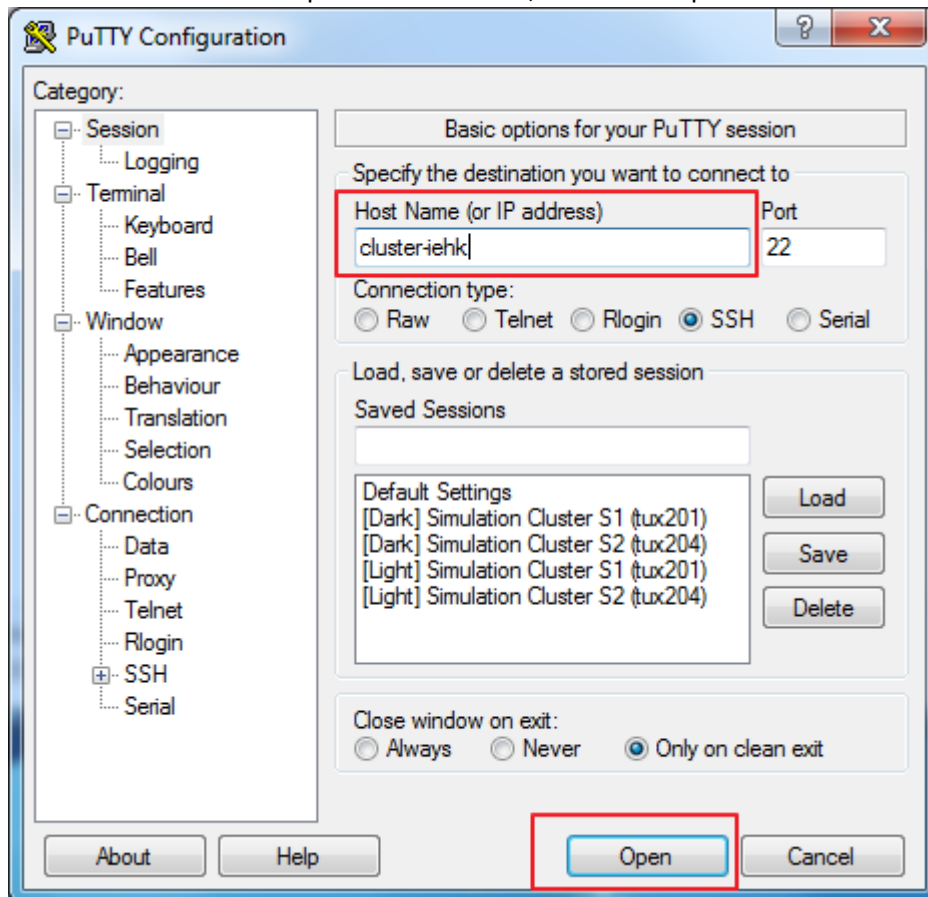 PuTTY Configuration
Category:
Session
Logging
Terminal
Keyboard
Bell
Features
Window
Appearance
Behaviour
Translation
Selection
Colours
Connection
Data
Proxy
Telnet
Rlogin
SSH
Serial
Basic options for your PuTTY session
Specify the destination you want to connect to
Host Name (or IP address) Port
cluster-iehk 22
Connection type:
Raw Telnet Rlogin SSH Serial
Load, save or delete a stored session
Saved Sessions
Default Settings
[Dark] Simulation Cluster S1 (tux201)
[Dark] Simulation Cluster S2 (tux204)
[Light] Simulation Cluster S1 (tux201)
[Light] Simulation Cluster S2 (tux204)
Load
Save
Delete
Close window on exit:
Always Never Only on clean exit
About Help Open Cancel